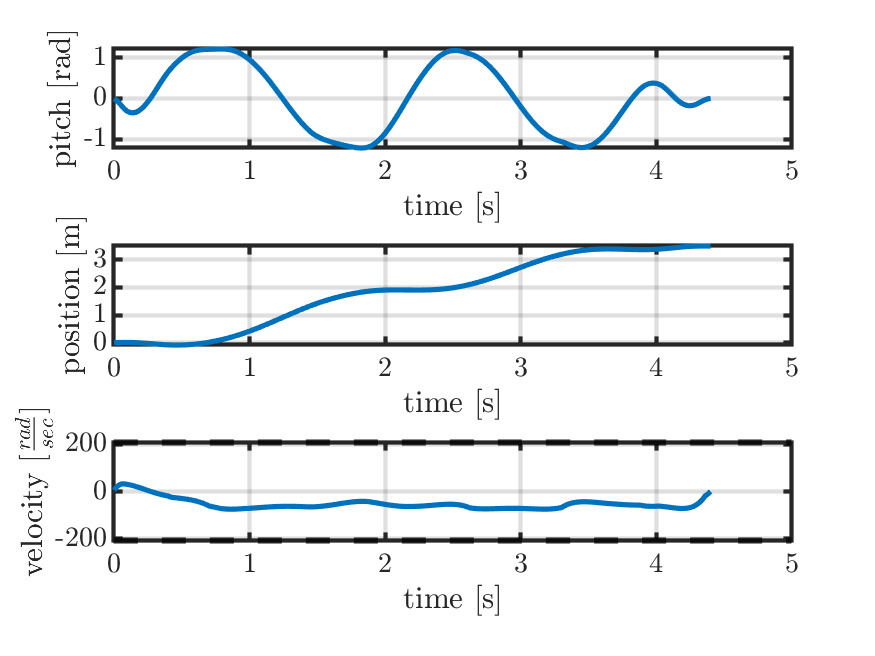 pitch [rad]
1
0
-1
0 1 2 3 4 5
time [s]
position [m]
3
2
1
0
0 1 2 3 4 5
time [s]
velocity [rad/sec]
200
0
-200
0 1 2 3 4 5
time [s]